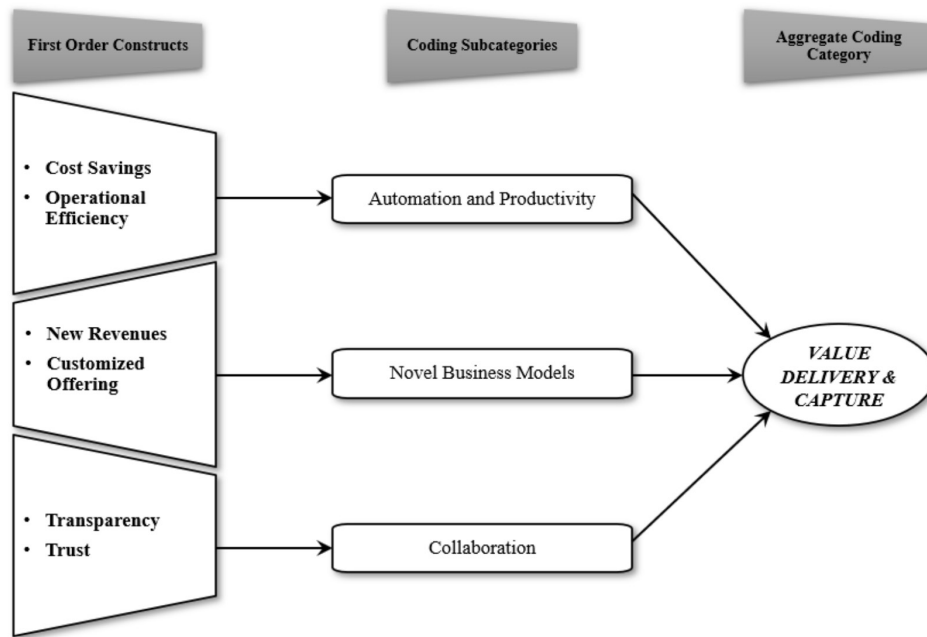 First Order Constructs
Coding Subcategories
Aggregate Coding
Category
• Cost Savings
• Operational
Efficiency
Automation and Productivity
• New Revenues
• Customized
Offering
Novel Business Models
VALUE
DELIVERY &
CAPTURE
• Transparency
• Trust
Collaboration